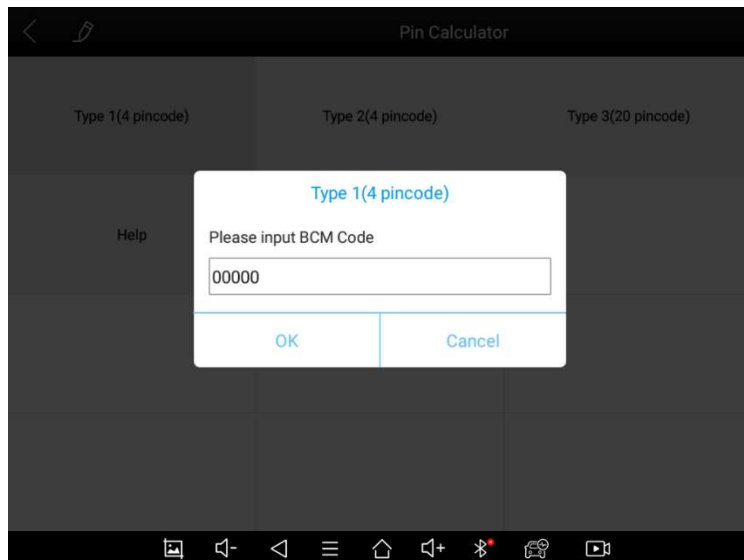 Pin Calculator
Type 1(4 pincode)
Type 2(4 pincode)
Type 3(20 pincode)
Help
Type 1(4 pincode)
Please input BCM Code
00000
OK
Cancel